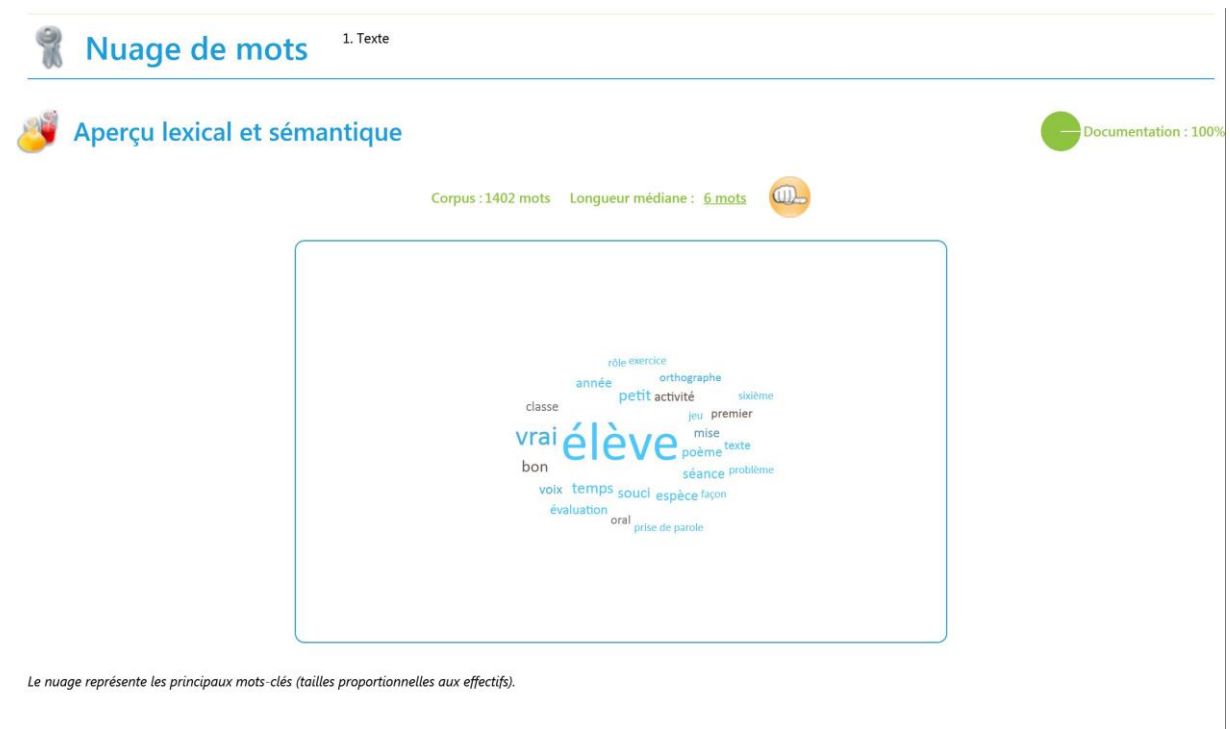 Nuage de mots
1. Texte
Aperçu lexical et sémantique
Documentation : 100%
Corpus : 1402 mots Longueur médiane : 6 mots
rôle exercice
année orthographe
petit activité sixième
classe jeu premier
vrai élève mise
poème texte
bon séance problème
voix temps souci espèce façon
évaluation
oral prise de parole
Le nuage représente les principaux mots-clés (tailles proportionnelles aux effectifs).